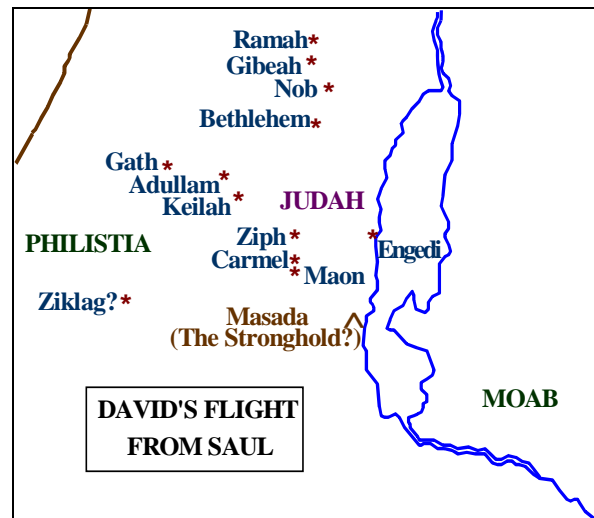 Ramah*
Gibeah*
Nob *
Bethlehem*
Gath *
Adullam*
Keilah*
JUDAH
PHILISTIA
Ziph *
* Engedi
Carmel*
* Maon
Ziklag? *
Masada
(The Stronghold?)
MOAB
DAVID'S FLIGHT
FROM SAUL